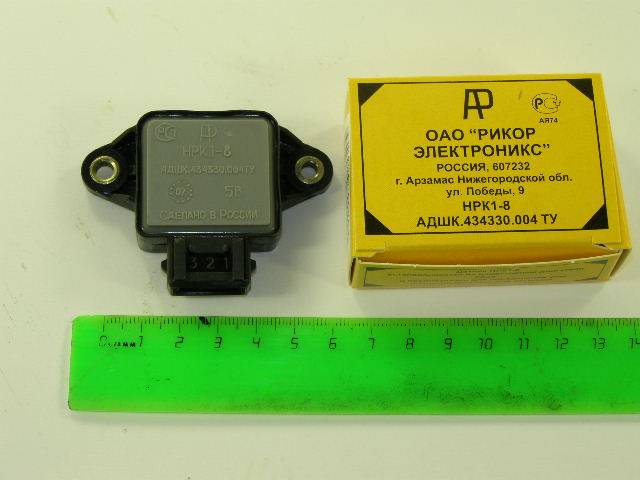 НРК1-8
АДШК.434330.004ТУ
07
5В
СДЕЛАНО В РОССИИ
3 2 1
АР
РС
АЯ74
ОАО “РИКОР
ЭЛЕКТРОНИКС”
РОССИЯ, 607232
г. Арзамас Нижегородской обл.
ул. Победы, 9
НРК1-8
АДШК.434330.004 ТУ
0 1 2 3 4 5 6 7 8 9 10 11 12 13 14